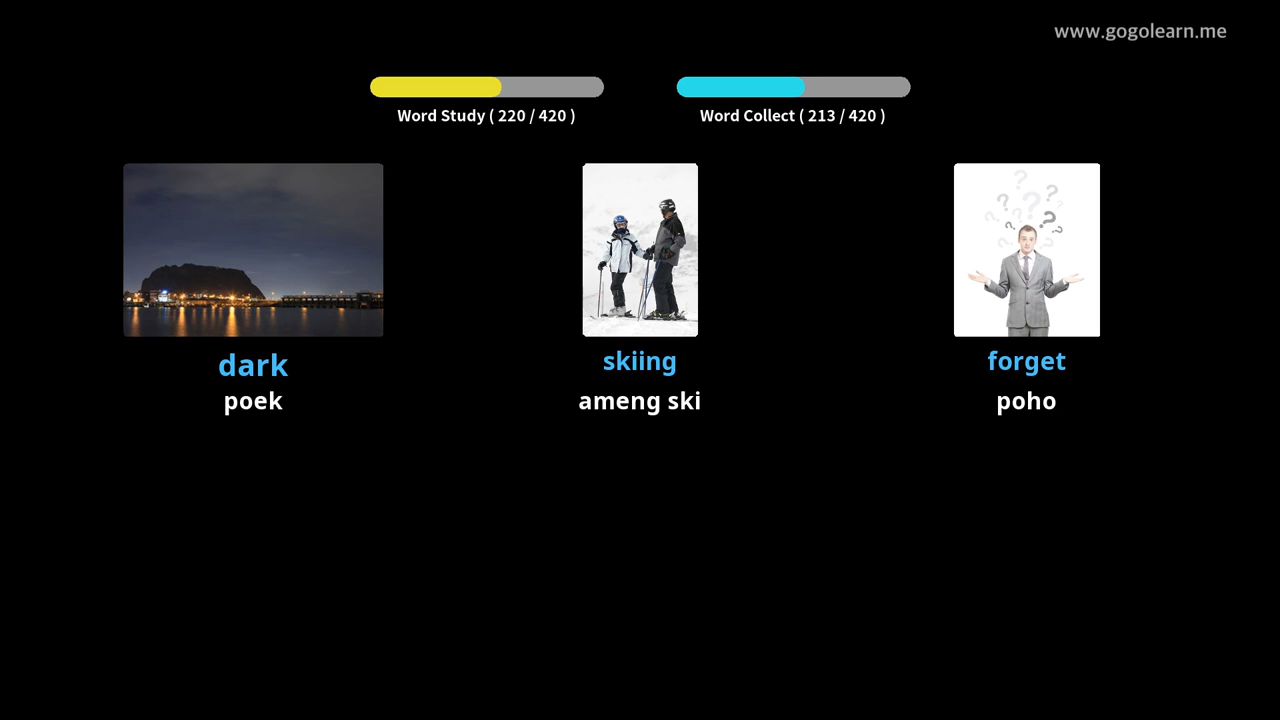 www.gogolearn.me
Word Study ( 220 / 420 )
Word Collect ( 213 / 420 )
dark
poek
skiing
ameng ski
forget
poho